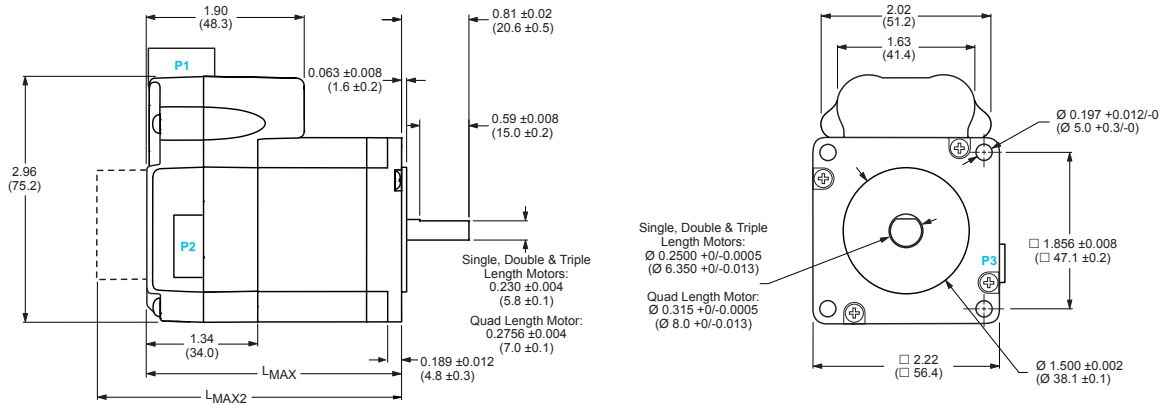 1.90
(48.3)
0.81 ±0.02
(20.6 ±0.5)
P1
0.063 ±0.008
(1.6 ±0.2)
0.59 ±0.008
(15.0 ±0.2)
2.96
(75.2)
P2
Single, Double & Triple
Length Motors:
0.230 ±0.004
(5.8 ±0.1)
Quad Length Motor:
0.2756 ±0.004
(7.0 ±0.1)
1.34
(34.0)
0.189 ±0.012
(4.8 ±0.3)
LMAX
LMAX2
2.02
(51.2)
1.63
(41.4)
Ø 0.197 +0.012/-0
(Ø 5.0 +0.3/-0)
Single, Double & Triple
Length Motors:
Ø 0.2500 +0/-0.0005
(Ø 6.350 +0/-0.013)
Quad Length Motor:
Ø 0.315 +0/-0.0005
(Ø 8.0 +0/-0.013)
P3
□ 1.856 ±0.008
(□ 47.1 ±0.2)
□ 2.22
(□ 56.4)
Ø 1.500 ±0.002
(Ø 38.1 ±0.1)